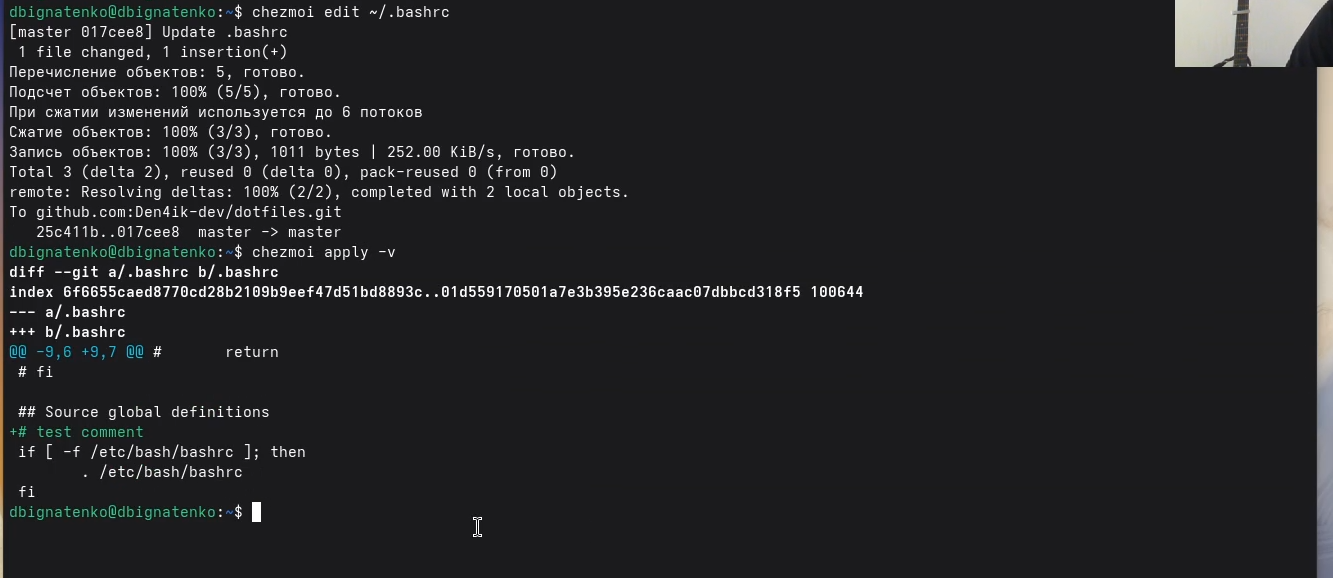 dbignatenko@dbignatenko:~$ chezmoi edit ~/.bashrc
[master 017cee8] Update .bashrc
 1 file changed, 1 insertion(+)
Перечисление объектов: 5, готово.
Подсчет объектов: 100% (5/5), готово.
При сжатии изменений используется до 6 потоков
Сжатие объектов: 100% (3/3), готово.
Запись объектов: 100% (3/3), 1011 bytes | 252.00 KiB/s, готово.
Total 3 (delta 2), reused 0 (delta 0), pack-reused 0 (from 0)
remote: Resolving deltas: 100% (2/2), completed with 2 local objects.
To github.com:Den4ik-dev/dotfiles.git
   25c411b..017cee8  master -> master
dbignatenko@dbignatenko:~$ chezmoi apply -v
diff --git a/.bashrc b/.bashrc
index 6f6655caed8770cd28b2109b9eef47d51bd8893c..01d559170501a7e3b395e236caac07dbbcd318f5 100644
--- a/.bashrc
+++ b/.bashrc
@@ -9,6 +9,7 @@ #       return
 # fi
 ## Source global definitions
+# test comment
 if [ -f /etc/bash/bashrc ]; then
        . /etc/bash/bashrc
 fi
dbignatenko@dbignatenko:~$